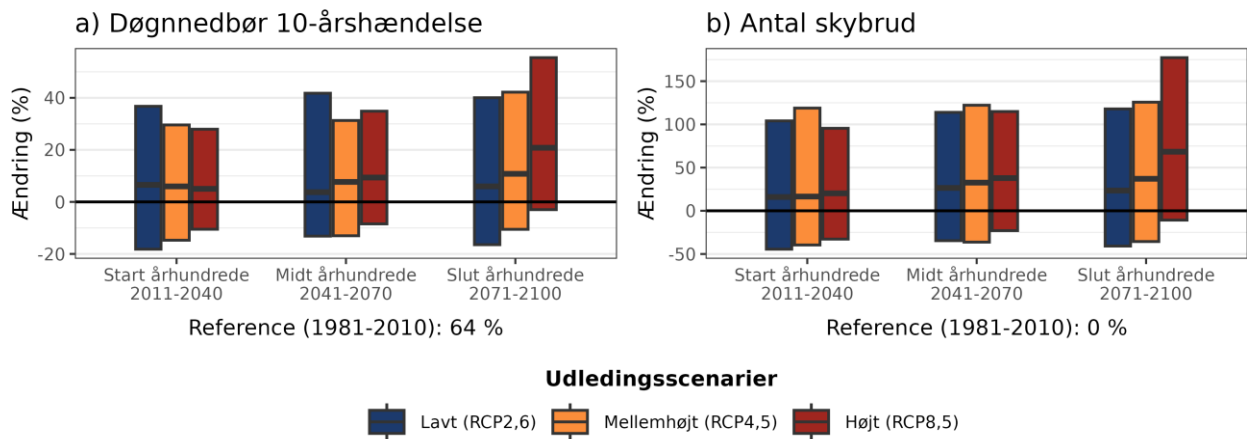 a) Døgnnedbør 10-årshændelse
Ændring (%)
40
20
0
-20
Start århundrede
2011-2040
Midt århundrede
2041-2070
Slut århundrede
2071-2100
Reference (1981-2010): 64 %
b) Antal skybrud
Ændring (%)
150
100
50
0
-50
Start århundrede
2011-2040
Midt århundrede
2041-2070
Slut århundrede
2071-2100
Reference (1981-2010): 0 %
Udledingsscenarier
Lavt (RCP2,6)
Mellemhøjt (RCP4,5)
Højt (RCP8,5)